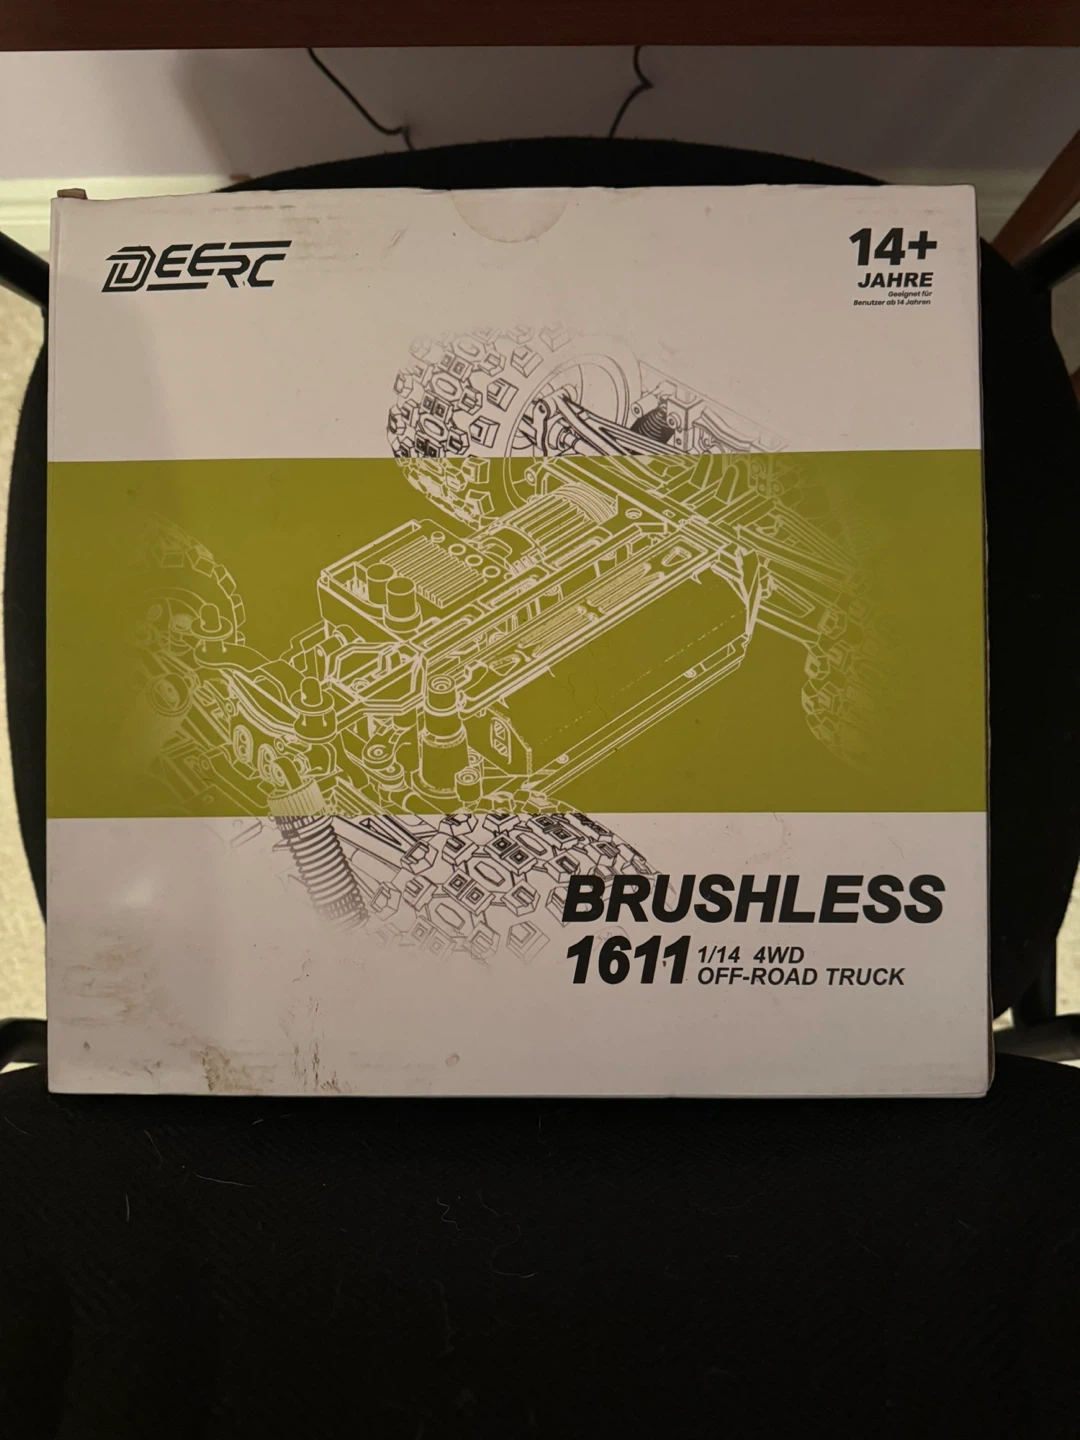 DEERC
14+
JAHRE
Geeignet für
Benutzer ab 14 Jahren
BRUSHLESS
1611 1/14 4WD
OFF-ROAD TRUCK